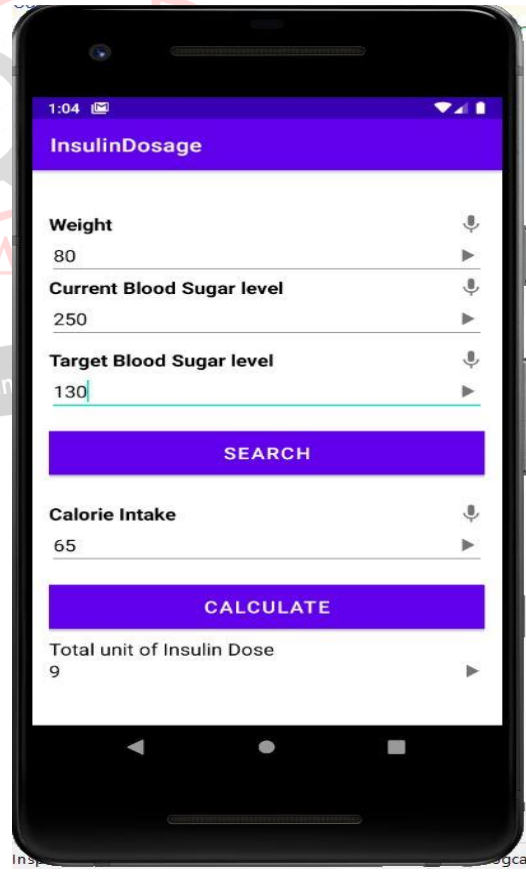 1:04
InsulinDosage
Weight
80
Current Blood Sugar level
250
Target Blood Sugar level
130
SEARCH
Calorie Intake
65
CALCULATE
Total unit of Insulin Dose
9